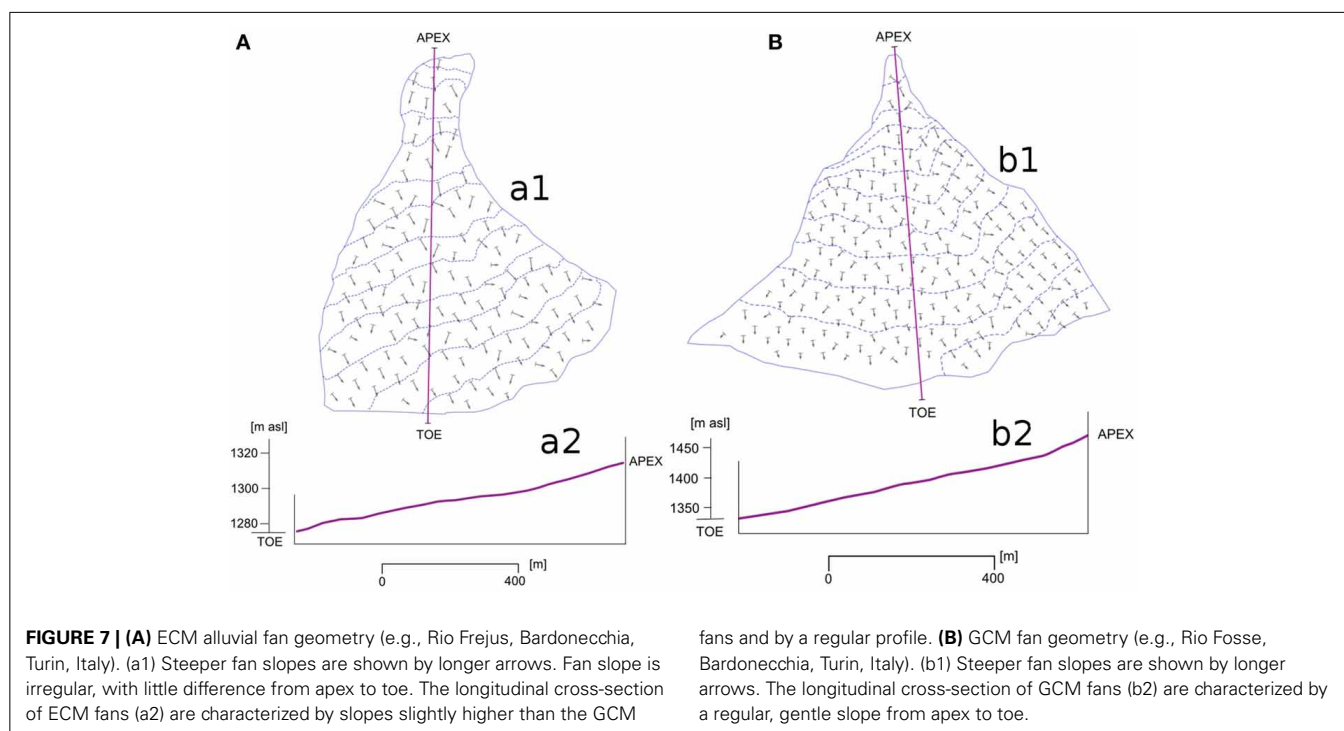 A
APEX
a1
TOE
B
APEX
b1
TOE
[m asl]
a2
1320
1300
1280
TOE
APEX
[m]
0
400
[m asl]
b2
1450
1400
1350
TOE
APEX
[m]
0
400
FIGURE 7 | (A) ECM alluvial fan geometry (e.g., Rio Frejus, Bardonecchia,
Turin, Italy). (a1) Steeper fan slopes are shown by longer arrows. Fan slope is
irregular, with little difference from apex to toe. The longitudinal cross-section
of ECM fans (a2) are characterized by slopes slightly higher than the GCM
fans and by a regular profile. (B) GCM fan geometry (e.g., Rio Fosse,
Bardonecchia, Turin, Italy). (b1) Steeper fan slopes are shown by longer
arrows. The longitudinal cross-section of GCM fans (b2) are characterized by
a regular, gentle slope from apex to toe.